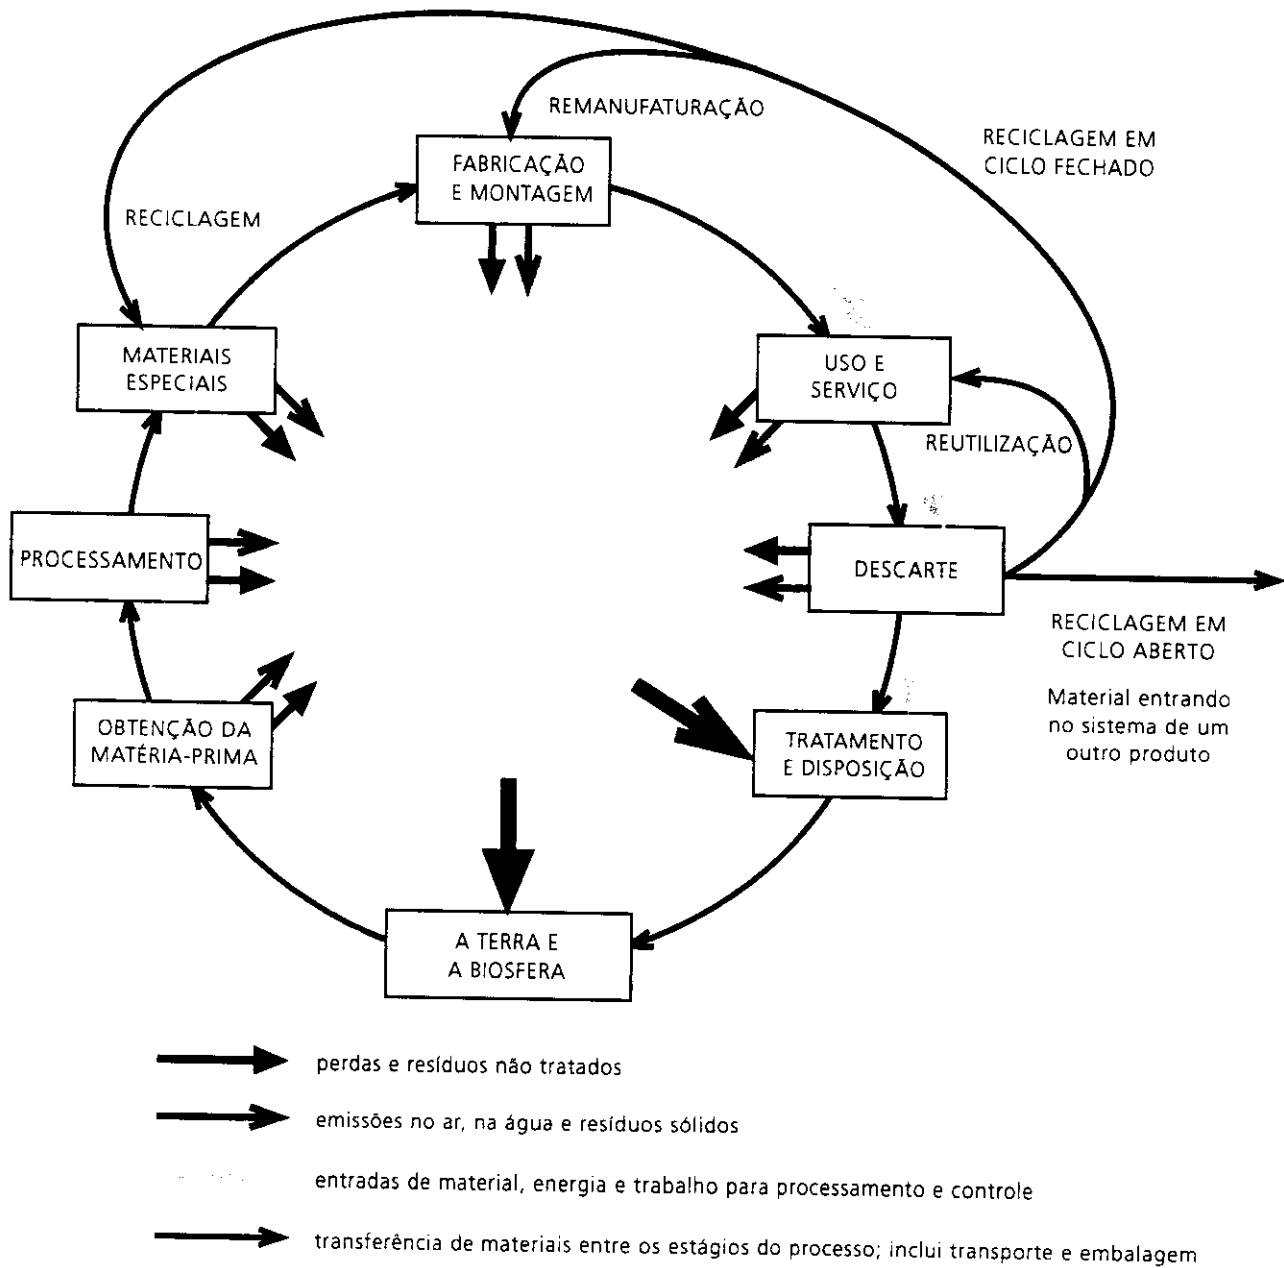 REMANUFATURAÇÃO
RECICLAGEM EM
CICLO FECHADO
FABRICAÇÃO
E MONTAGEM
RECICLAGEM
MATERIAIS
ESPECIAIS
USO E
SERVIÇO
REUTILIZAÇÃO
PROCESSAMENTO
DESCARTE
RECICLAGEM EM
CICLO ABERTO
Material entrando
no sistema de um
outro produto
OBTENÇÃO DA
MATÉRIA-PRIMA
TRATAMENTO
E DISPOSIÇÃO
A TERRA E
A BIOSFERA
perdas e resíduos não tratados
emissões no ar, na água e resíduos sólidos
entradas de material, energia e trabalho para processamento e controle
transferência de materiais entre os estágios do processo; inclui transporte e embalagem